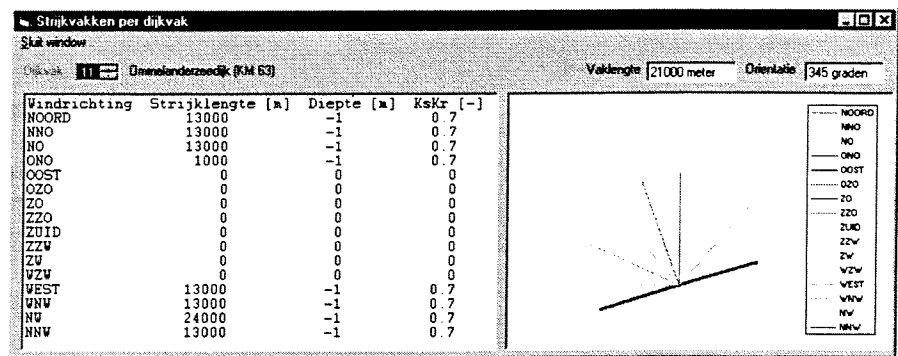 Strijkvakken per dijkvak
Sluit window
Dijkvak 11 Ommelanderzeedijk (KM 63) Vaklengte 21000 meter Orientatie 345 graden
Windrichting Strijklengte [m] Diepte [m] KsKr [-]
NOORD 13000 -1 0.7
NNO 13000 -1 0.7
NO 13000 -1 0.7
ONO 1000 -1 0.7
OOST 0 0 0
OZO 0 0 0
ZO 0 0 0
ZZO 0 0 0
ZUID 0 0 0
ZZW 0 0 0
ZW 0 0 0
WZW 0 0 0
WEST 13000 -1 0.7
WNW 13000 -1 0.7
NW 24000 -1 0.7
NNW 13000 -1 0.7
NOORD
NNO
NO
ONO
OOST
OZO
ZO
ZZO
ZUID
ZZW
ZW
WZW
WEST
WNW
NW
NNW